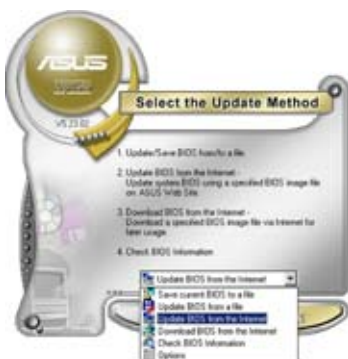 ASUS
V5.23.02
Select the Update Method
1. Update/Save BIOS from/to a file.
2. Update BIOS from the Internet -
Update system BIOS using a specified BIOS image file
on ASUS Web Site.
3. Download BIOS from the Internet -
Download a specified BIOS image file via Internet for
later usage.
4. Check BIOS Information
Update BIOS from the Internet
Save current BIOS to a file
Update BIOS from a file
Update BIOS from the Internet
Download BIOS from the Internet
Check BIOS Information
Options